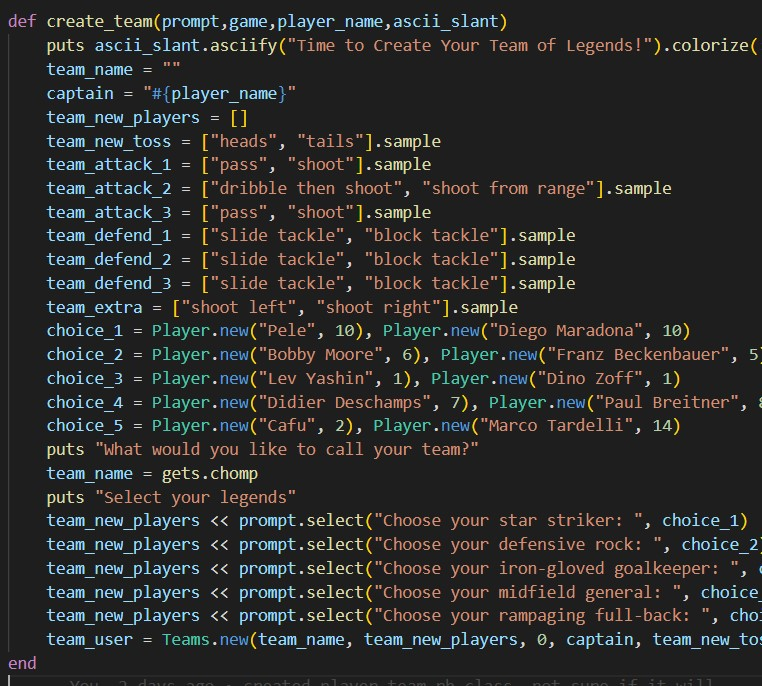 def create_team(prompt,game,player_name,ascii_slant)
    puts ascii_slant.asciify("Time to Create Your Team of Legends!").colorize(
    team_name = ""
    captain = "#{player_name}"
    team_new_players = []
    team_new_toss = ["heads", "tails"].sample
    team_attack_1 = ["pass", "shoot"].sample
    team_attack_2 = ["dribble then shoot", "shoot from range"].sample
    team_attack_3 = ["pass", "shoot"].sample
    team_defend_1 = ["slide tackle", "block tackle"].sample
    team_defend_2 = ["slide tackle", "block tackle"].sample
    team_defend_3 = ["slide tackle", "block tackle"].sample
    team_extra = ["shoot left", "shoot right"].sample
    choice_1 = Player.new("Pele", 10), Player.new("Diego Maradona", 10)
    choice_2 = Player.new("Bobby Moore", 6), Player.new("Franz Beckenbauer", 5)
    choice_3 = Player.new("Lev Yashin", 1), Player.new("Dino Zoff", 1)
    choice_4 = Player.new("Didier Deschamps", 7), Player.new("Paul Breitner", 
    choice_5 = Player.new("Cafu", 2), Player.new("Marco Tardelli", 14)
    puts "What would you like to call your team?"
    team_name = gets.chomp
    puts "Select your legends"
    team_new_players << prompt.select("Choose your star striker: ", choice_1)
    team_new_players << prompt.select("Choose your defensive rock: ", choice_2)
    team_new_players << prompt.select("Choose your iron-gloved goalkeeper: ",
    team_new_players << prompt.select("Choose your midfield general: ", choice_
    team_new_players << prompt.select("Choose your rampaging full-back: ", choi
    team_user = Teams.new(team_name, team_new_players, 0, captain, team_new_tos
end
You, 2 days ago • created player team rb class, not sure if it will